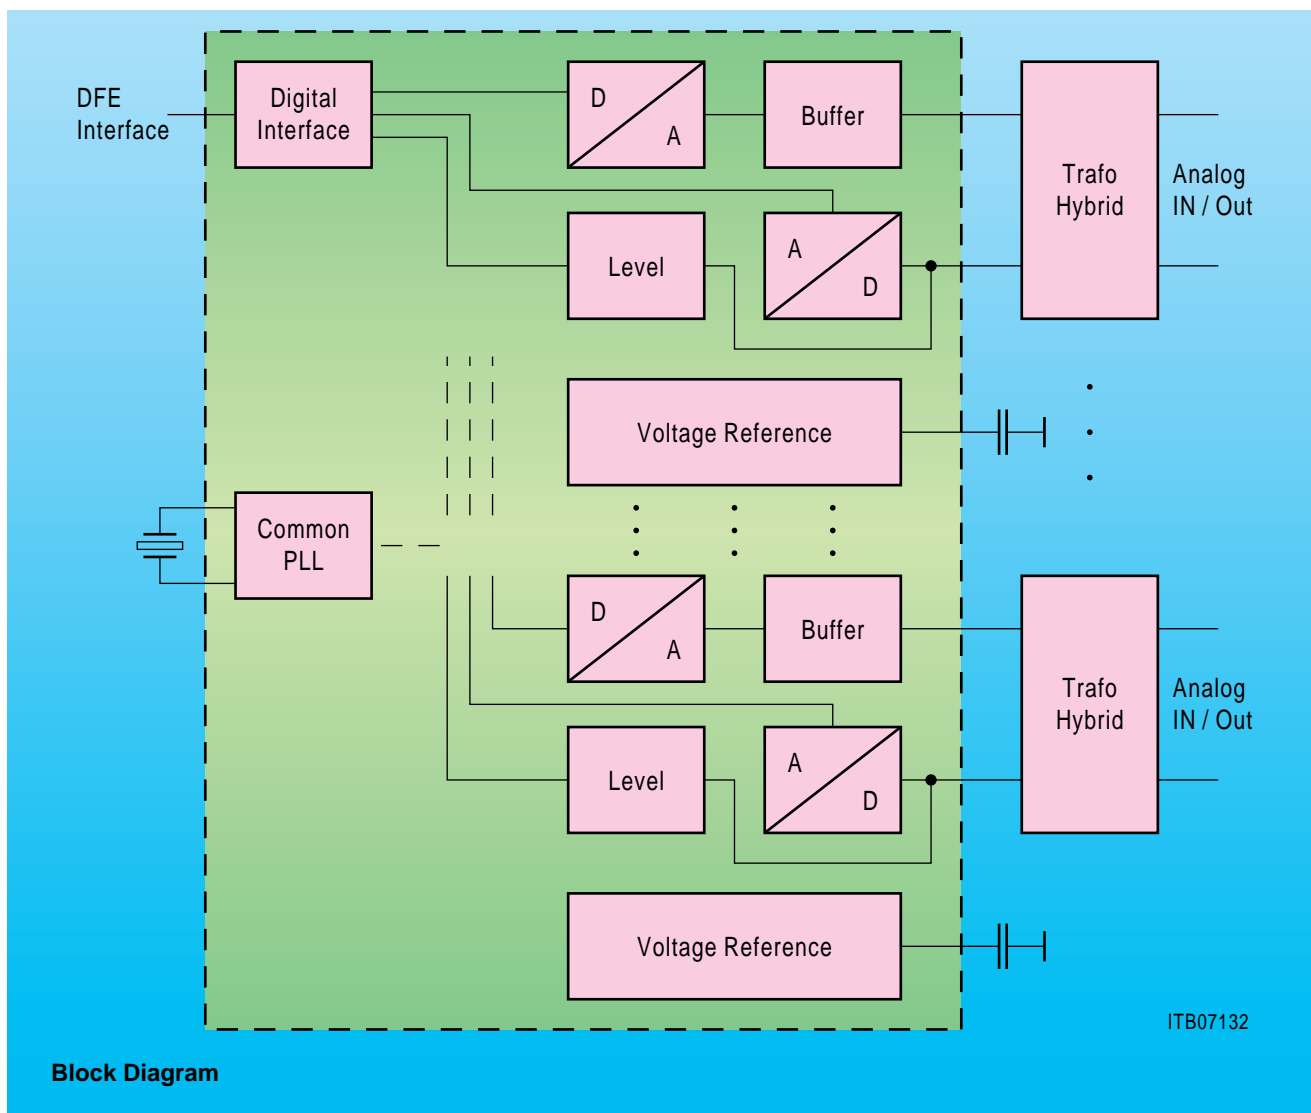 DFE
Interface
Digital
Interface
D
A
Buffer
Trafo
Hybrid
Analog
IN / Out
Level
A
D
Voltage Reference
Common
PLL
D
A
Buffer
Trafo
Hybrid
Analog
IN / Out
Level
A
D
Voltage Reference
ITB07132
Block Diagram